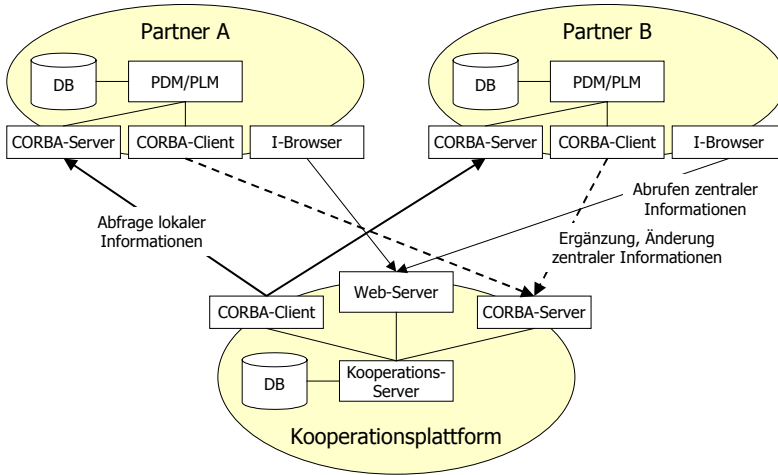 Partner A
DB
PDM/PLM
CORBA-Server
CORBA-Client
I-Browser
Partner B
DB
PDM/PLM
CORBA-Server
CORBA-Client
I-Browser
Abfrage lokaler
Informationen
Abrufen zentraler
Informationen
Ergänzung, Änderung
zentraler Informationen
CORBA-Client
Web-Server
CORBA-Server
DB
Kooperations-
Server
Kooperationsplattform